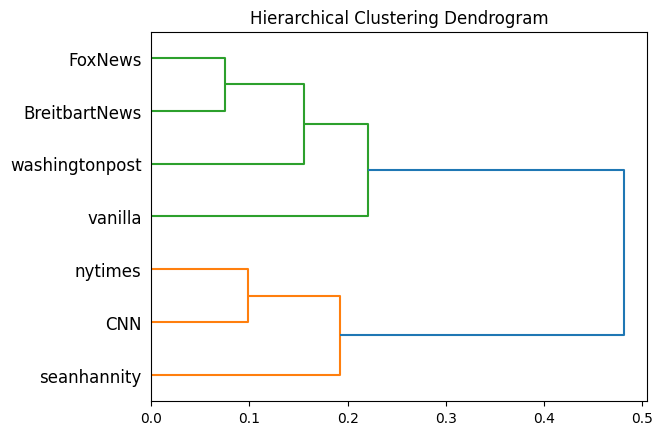 Hierarchical Clustering Dendrogram
FoxNews
BreitbartNews
washingtonpost
vanilla
nytimes
CNN
seanhannity
0.0 0.1 0.2 0.3 0.4 0.5